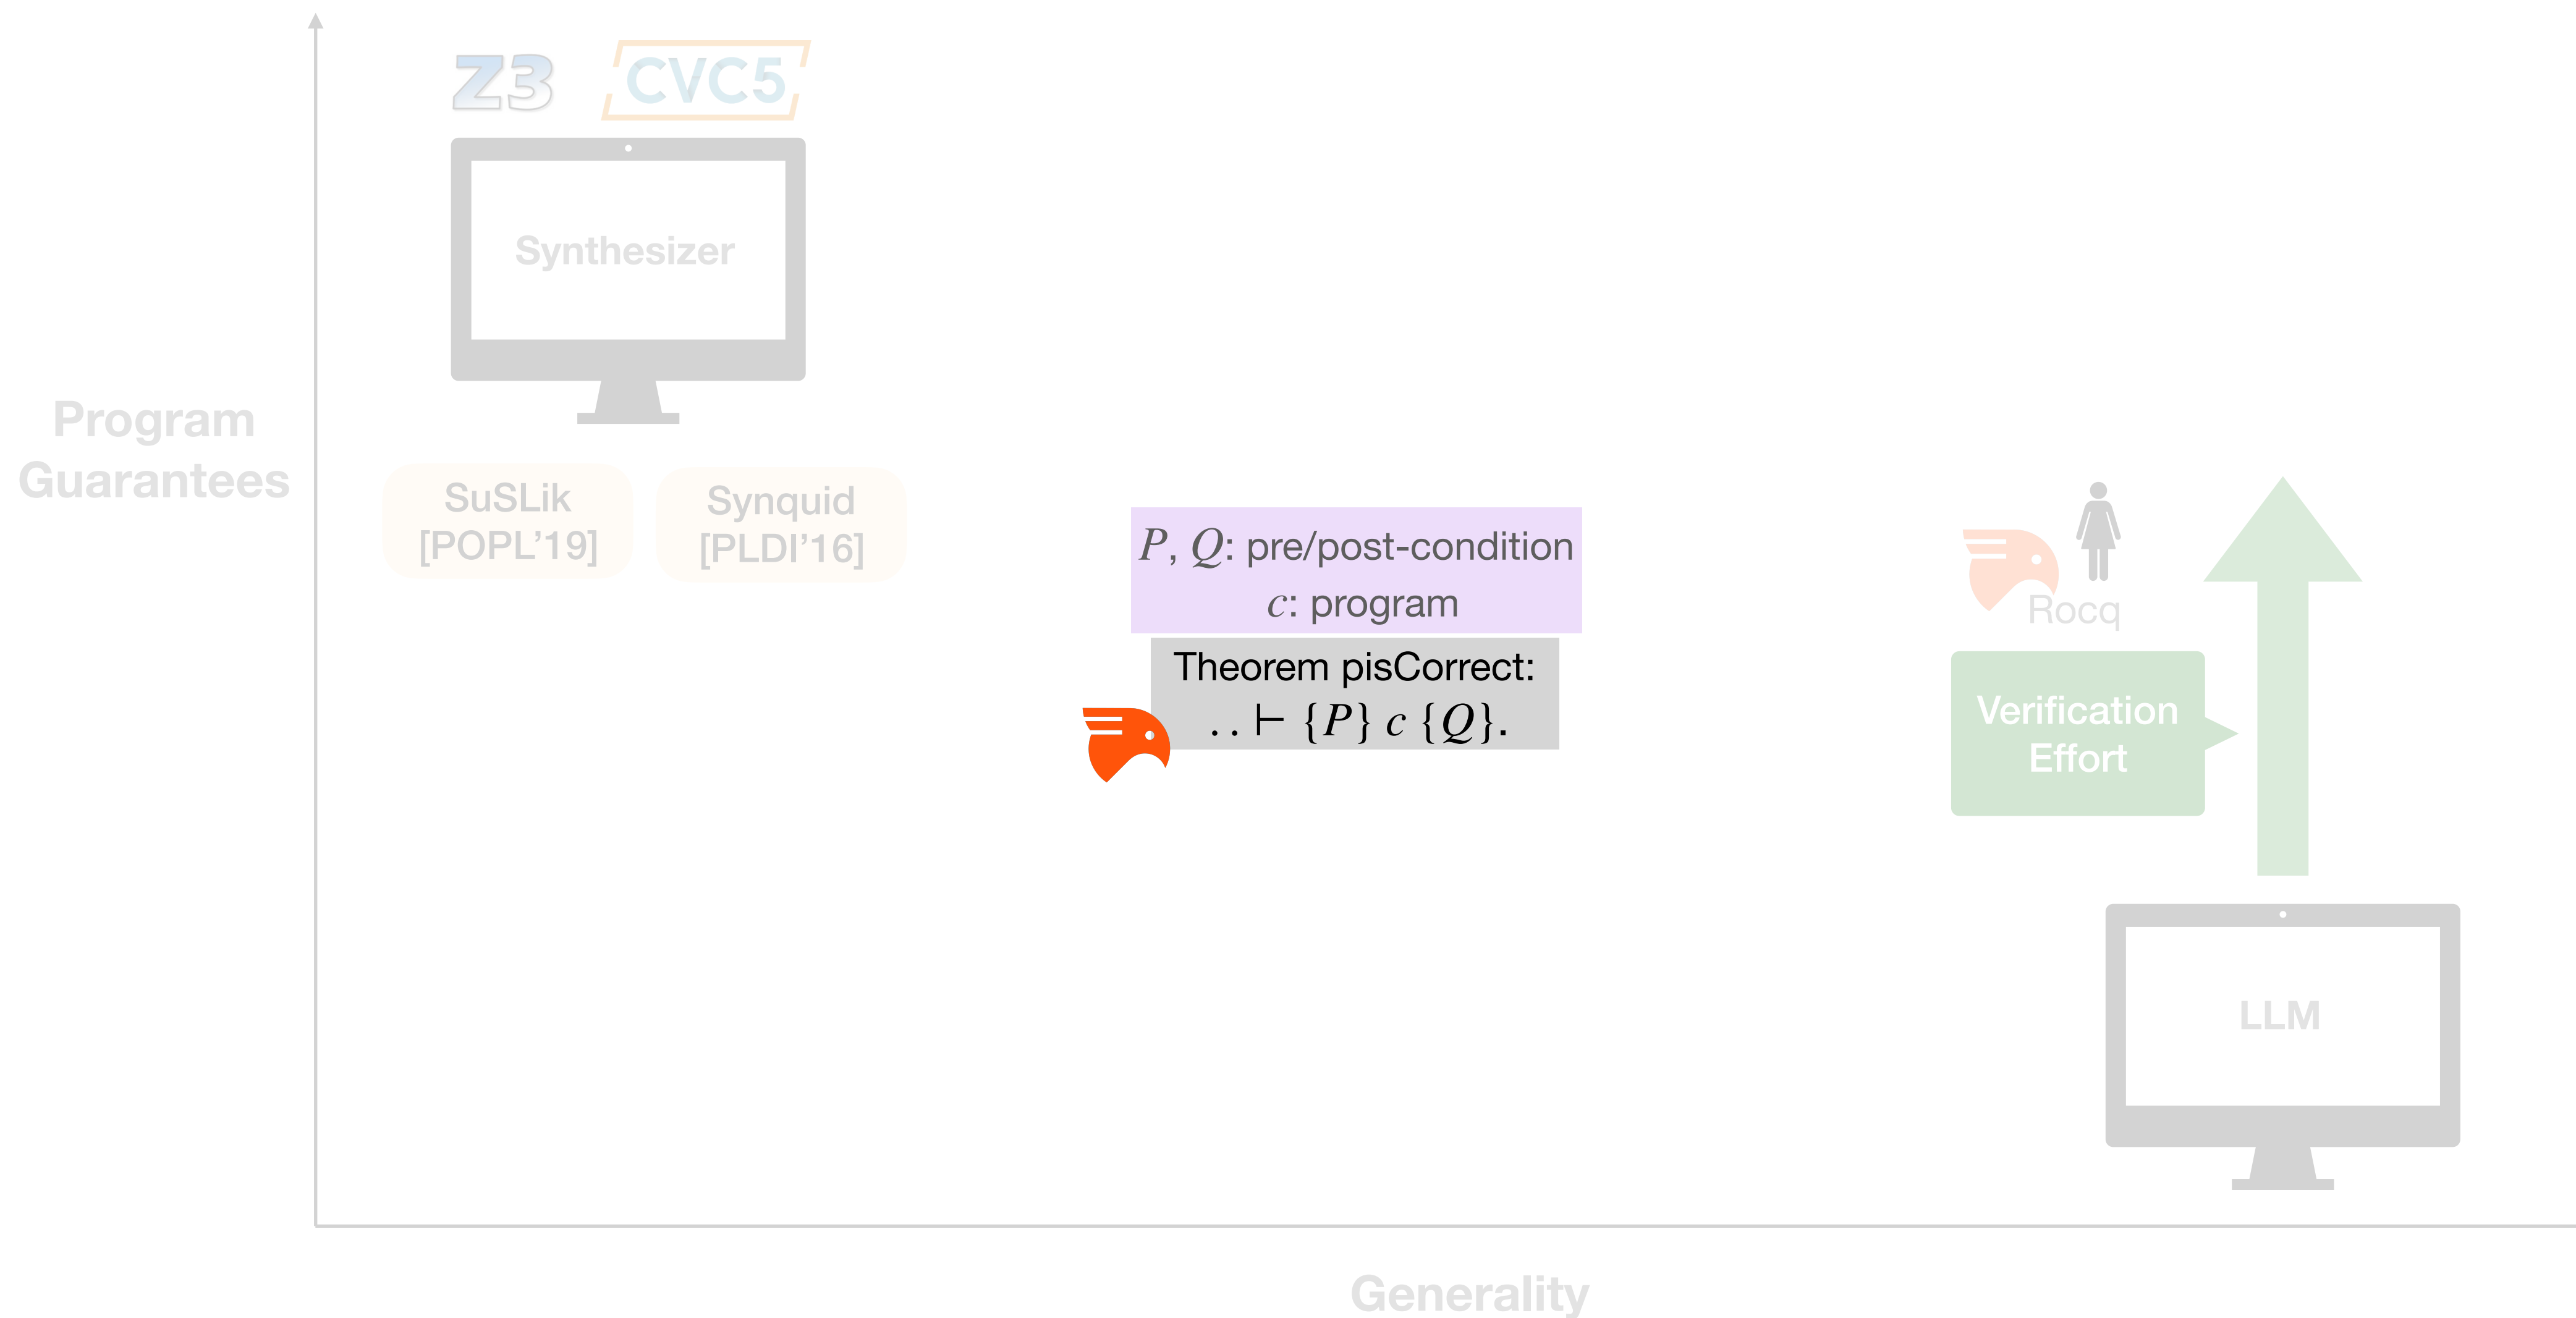 Z3
CVC5
Synthesizer
Program
Guarantees
SuSLik
[POPL’19]
Synquid
[PLDI’16]
P, Q: pre/post-condition
c: program
Theorem pisCorrect:
. . ⊢ {P} c {Q}.
Rocq
Verification
Effort
LLM
Generality